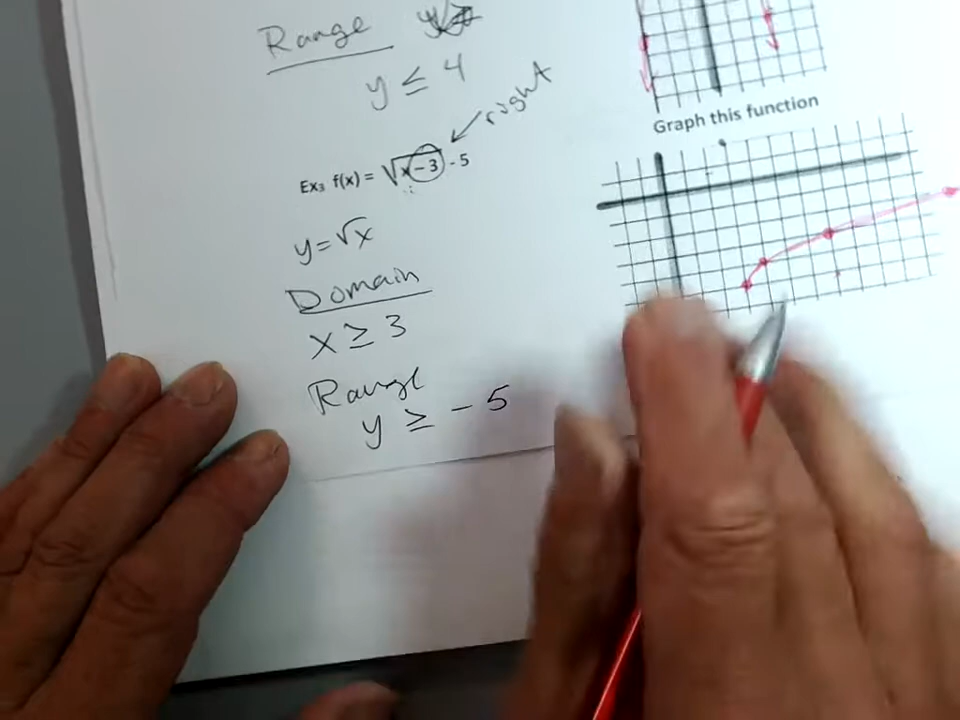 Range
y ≤ 4
right
Graph this function
Ex₃ f(x) = √x - 3 - 5
y = √x
Domain
x ≥ 3
Range
y ≥ - 5